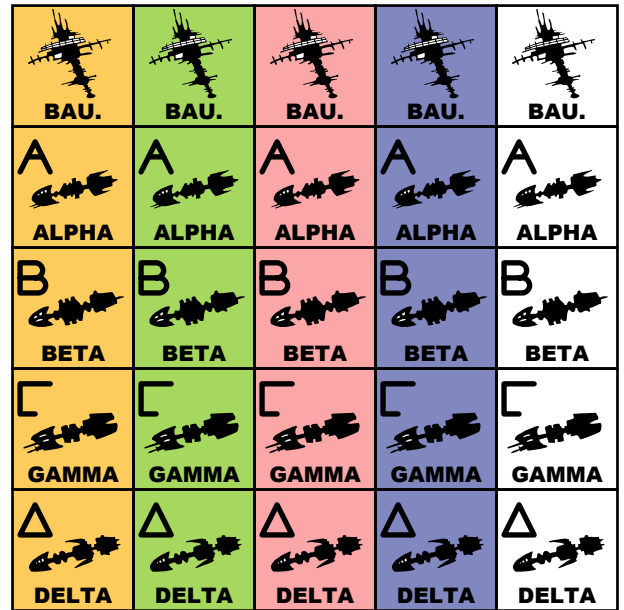 BAU. BAU. BAU. BAU. BAU.
A A A A A
ALPHA ALPHA ALPHA ALPHA ALPHA
B B B B B
BETA BETA BETA BETA BETA
GAMMA GAMMA GAMMA GAMMA GAMMA
Δ Δ Δ Δ Δ
DELTA DELTA DELTA DELTA DELTA